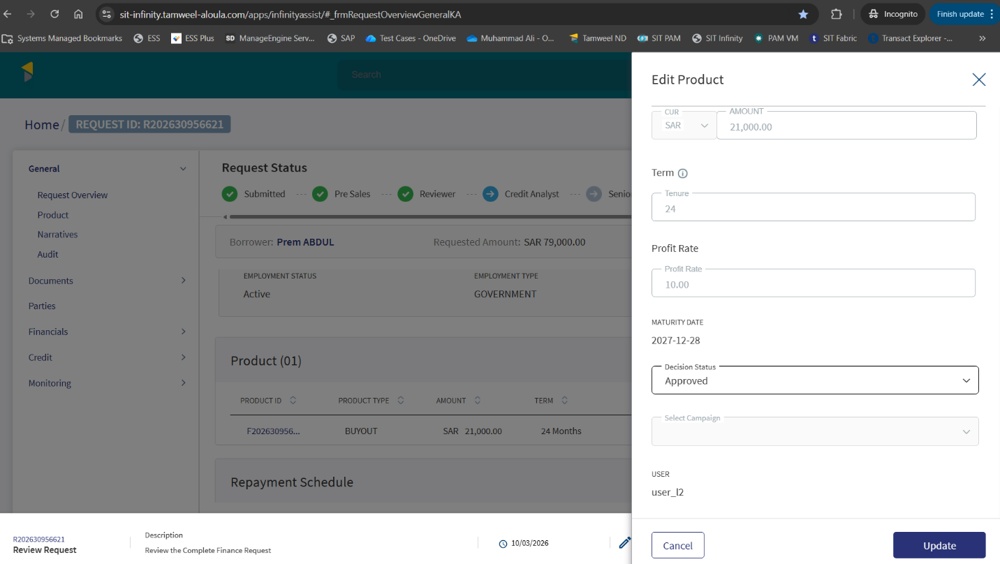 sit-infinity.tamweel-aloula.com/apps/infinityassist/#_frmRequestOverviewGeneralKA
Incognito
Finish update
Systems Managed Bookmarks
ESS
ESS Plus
SD
ManageEngine Serv...
SAP
Test Cases - OneDrive
Muhammad Ali - O...
Tamweel ND
SIT PAM
SIT Infinity
PAM VM
t
SIT Fabric
Transact Explorer -...
»
Search
Home/ REQUEST ID: R202630956621
General
Request Overview
Product
Narratives
Audit
Documents
Parties
Financials
Credit
Monitoring
Request Status
Submitted --- Pre Sales --- Reviewer --- Credit Analyst --- Senio
Borrower: Prem ABDUL Requested Amount: SAR 79,000.00
EMPLOYMENT STATUS EMPLOYMENT TYPE
Active GOVERNMENT
Product (01)
PRODUCT ID PRODUCT TYPE AMOUNT TERM
F202630956... BUYOUT SAR 21,000.00 24 Months
Repayment Schedule
R202630956621
Review Request
Description
Review the Complete Finance Request
10/03/2026
Edit Product
CUR AMOUNT
SAR 21,000.00
Term
Tenure
24
Profit Rate
Profit Rate
10.00
MATURITY DATE
2027-12-28
Decision Status
Approved
Select Campaign
USER
user_l2
Cancel Update